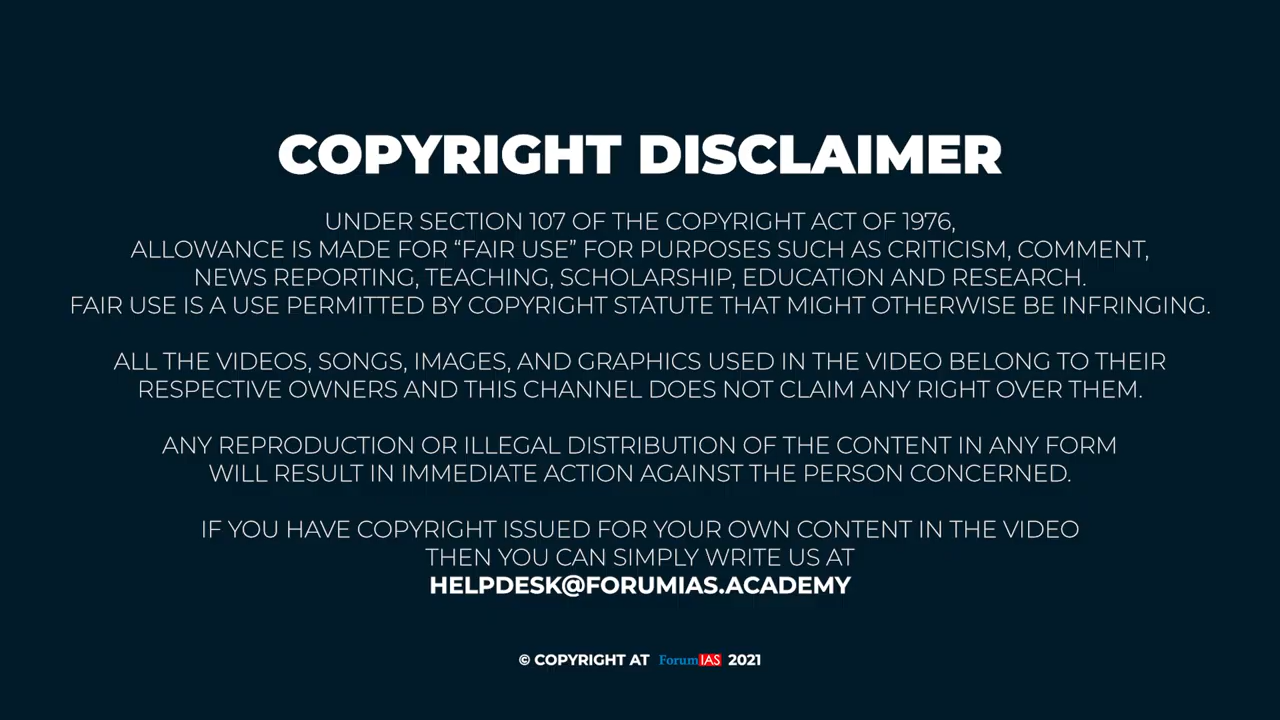 COPYRIGHT DISCLAIMER
UNDER SECTION 107 OF THE COPYRIGHT ACT OF 1976,
ALLOWANCE IS MADE FOR “FAIR USE” FOR PURPOSES SUCH AS CRITICISM, COMMENT,
NEWS REPORTING, TEACHING, SCHOLARSHIP, EDUCATION AND RESEARCH.
FAIR USE IS A USE PERMITTED BY COPYRIGHT STATUTE THAT MIGHT OTHERWISE BE INFRINGING.
ALL THE VIDEOS, SONGS, IMAGES, AND GRAPHICS USED IN THE VIDEO BELONG TO THEIR
RESPECTIVE OWNERS AND THIS CHANNEL DOES NOT CLAIM ANY RIGHT OVER THEM.
ANY REPRODUCTION OR ILLEGAL DISTRIBUTION OF THE CONTENT IN ANY FORM
WILL RESULT IN IMMEDIATE ACTION AGAINST THE PERSON CONCERNED.
IF YOU HAVE COPYRIGHT ISSUED FOR YOUR OWN CONTENT IN THE VIDEO
THEN YOU CAN SIMPLY WRITE US AT
HELPDESK@FORUMIAS.ACADEMY
© COPYRIGHT AT ForumIAS 2021